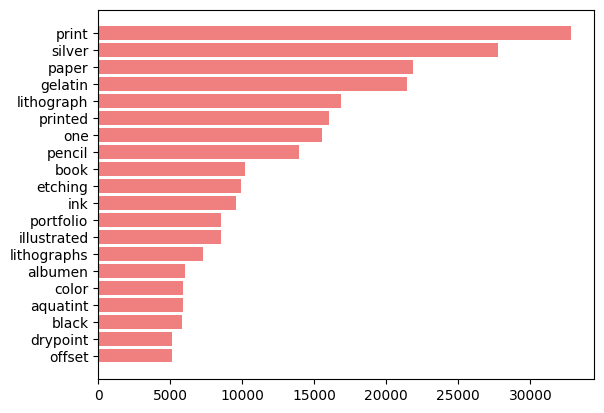 print
silver
paper
gelatin
lithograph
printed
one
pencil
book
etching
ink
portfolio
illustrated
lithographs
albumen
color
aquatint
black
drypoint
offset
0 5000 10000 15000 20000 25000 30000